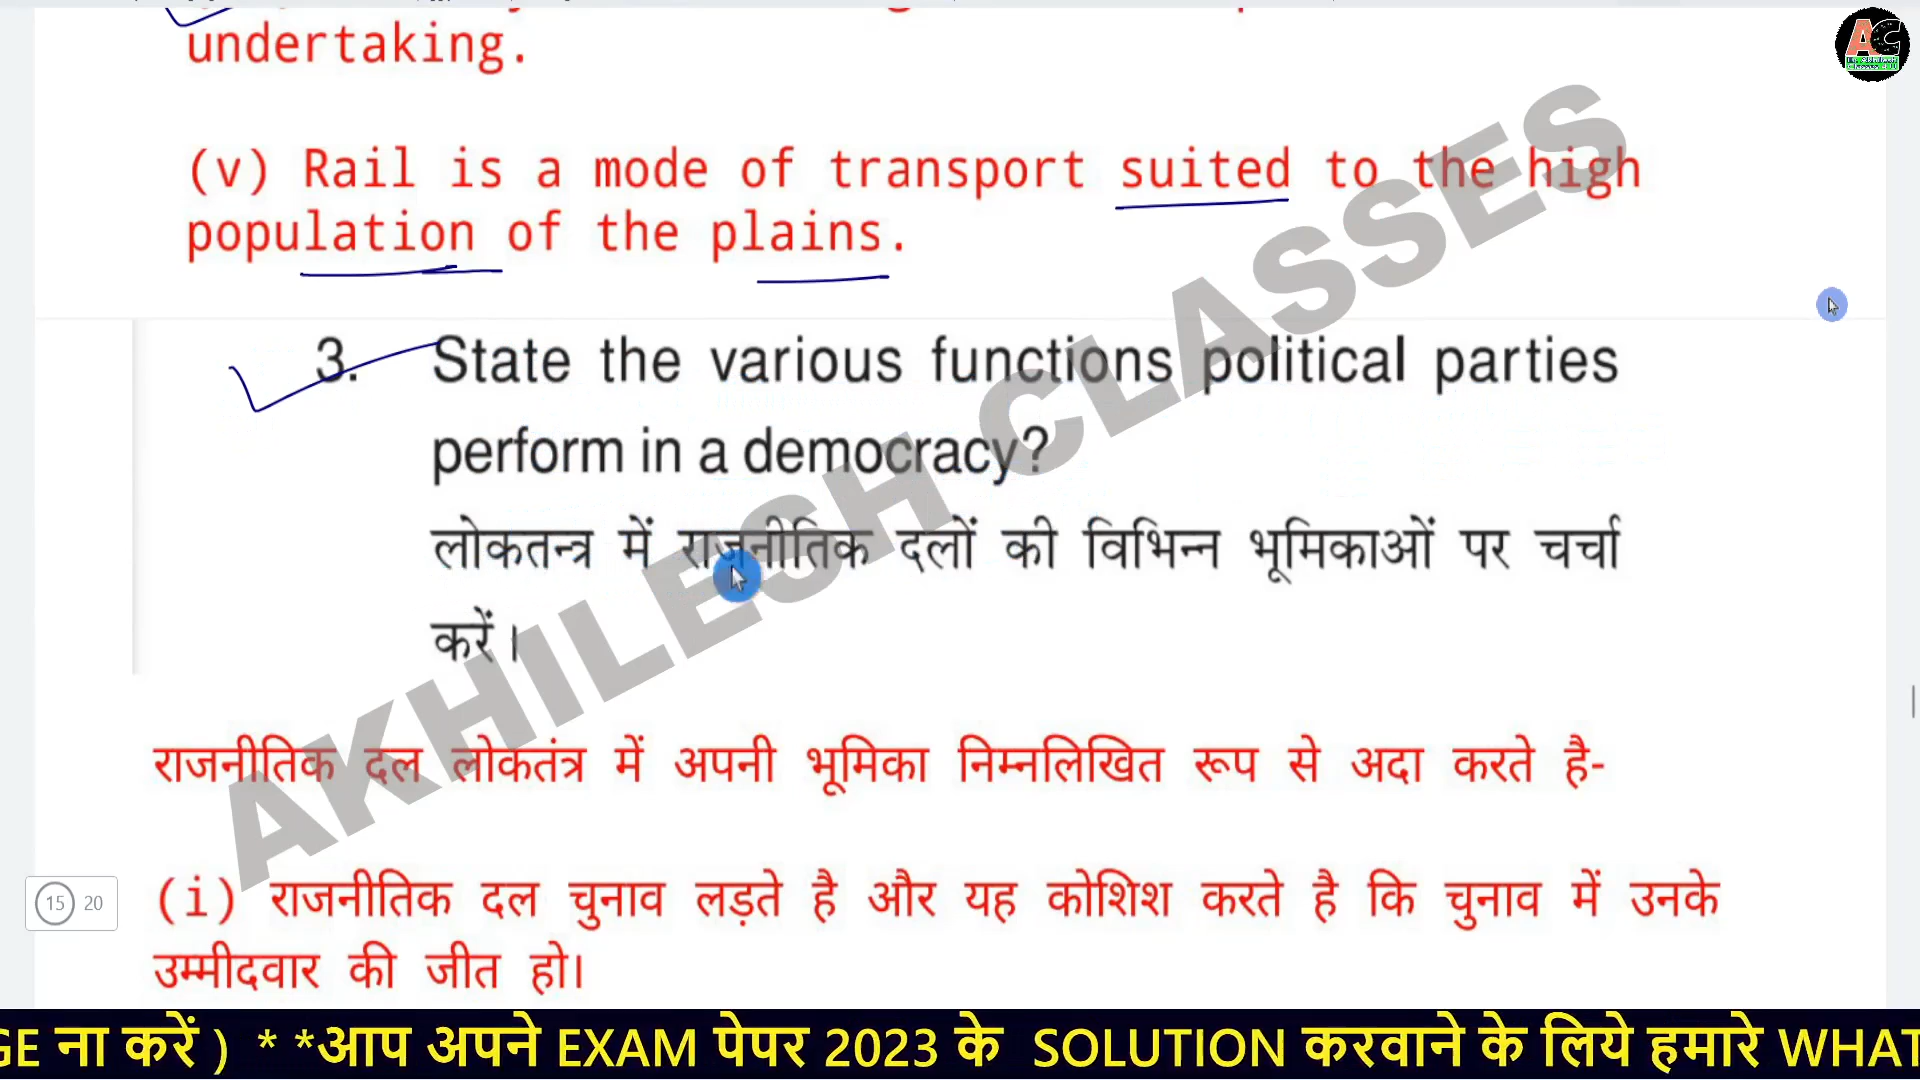 undertaking.
(v) Rail is a mode of transport suited to the high
population of the plains.
3. State the various functions political parties
perform in a democracy?
लोकतन्त्र में राजनीतिक दलों की विभिन्न भूमिकाओं पर चर्चा
करें।
AKHILESH CLASSES
राजनीतिक दल लोकतंत्र में अपनी भूमिका निम्नलिखित रूप से अदा करते है-
(i) राजनीतिक दल चुनाव लड़ते है और यह कोशिश करते है कि चुनाव में उनके
उम्मीदवार की जीत हो।
15 20
GE ना करें ) * *आप अपने EXAM पेपर 2023 के SOLUTION करवाने के लिये हमारे WHAT
AC